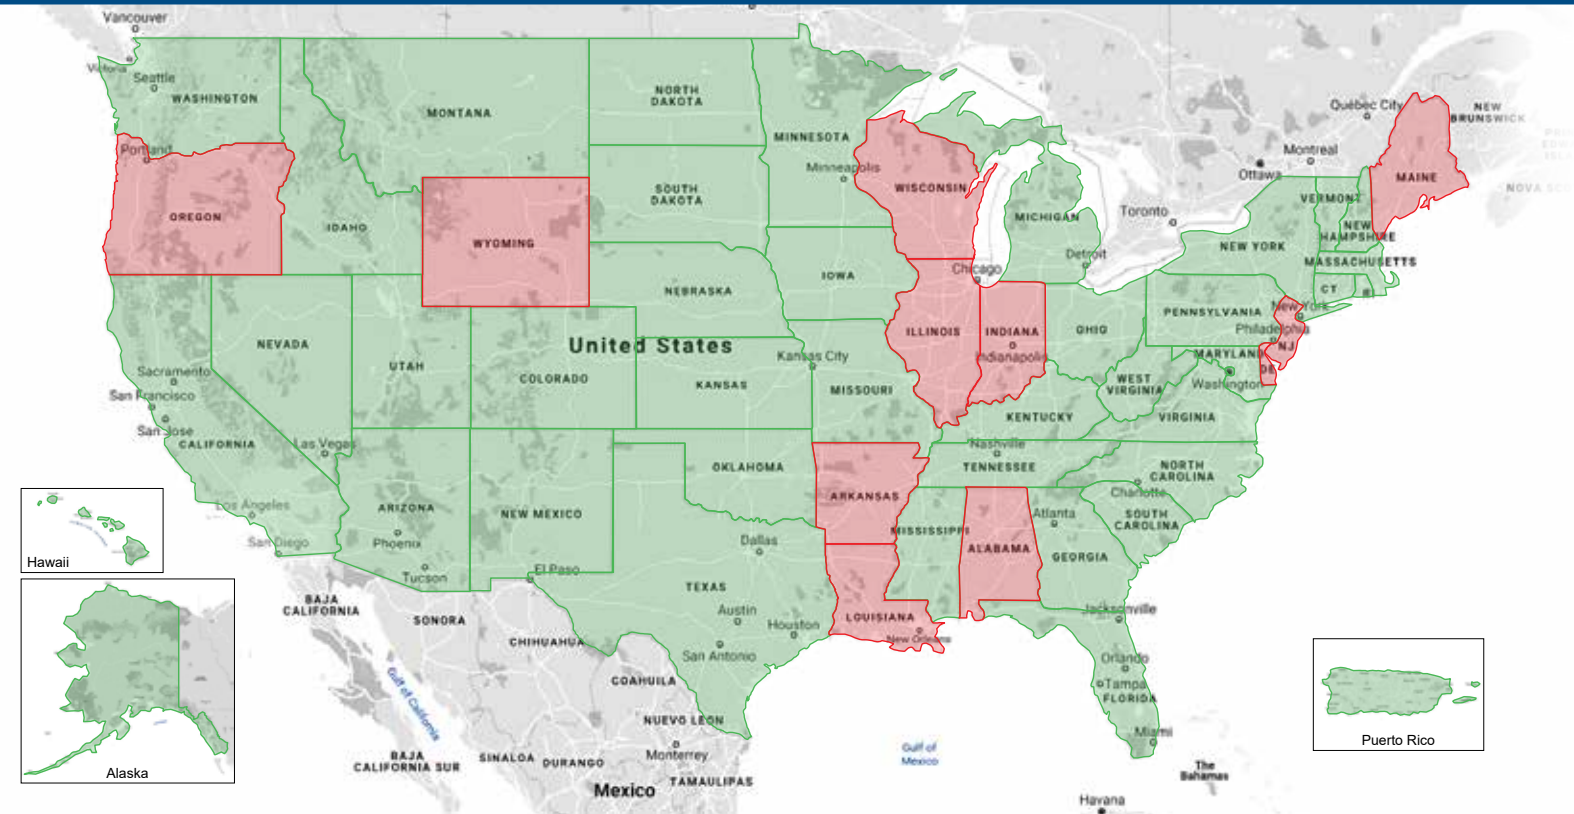 Vancouver
Victoria
Seattle
WASHINGTON
Portland
OREGON
MONTANA
IDAHO
WYOMING
NORTH
DAKOTA
SOUTH
DAKOTA
MINNESOTA
Minneapolis
WISCONSIN
MICHIGAN
Detroit
Chicago
Toronto
Ottawa
Montreal
Québec City
NEW
BRUNSWICK
MAINE
VERMONT
NEW
HAMPSHIRE
NEW YORK
MASSACHUSETTS
CT
RI
PENNSYLVANIA
New York
Philadelphia
NJ
MARYLAND
DE
Washington
NEBRASKA
IOWA
ILLINOIS
INDIANA
Indianapolis
OHIO
WEST
VIRGINIA
VIRGINIA
KENTUCKY
NEVADA
UTAH
COLORADO
United States
KANSAS
Kansas City
MISSOURI
Sacramento
San Francisco
San Jose
CALIFORNIA
Las Vegas
Los Angeles
San Diego
ARIZONA
Phoenix
Tucson
NEW MEXICO
El Paso
OKLAHOMA
ARKANSAS
Nashville
TENNESSEE
NORTH
CAROLINA
Charlotte
SOUTH
CAROLINA
Atlanta
GEORGIA
ALABAMA
MISSISSIPPI
Dallas
TEXAS
Austin
Houston
San Antonio
LOUISIANA
New Orleans
Jacksonville
Orlando
Tampa
FLORIDA
Miami
Hawaii
Alaska
Puerto Rico
BAJA
CALIFORNIA
SONORA
CHIHUAHUA
COAHUILA
NUEVO LEON
Monterrey
TAMAULIPAS
Gulf of California
BAJA
CALIFORNIA SUR
SINALOA
DURANGO
Mexico
Gulf of
Mexico
The
Bahamas
Havana